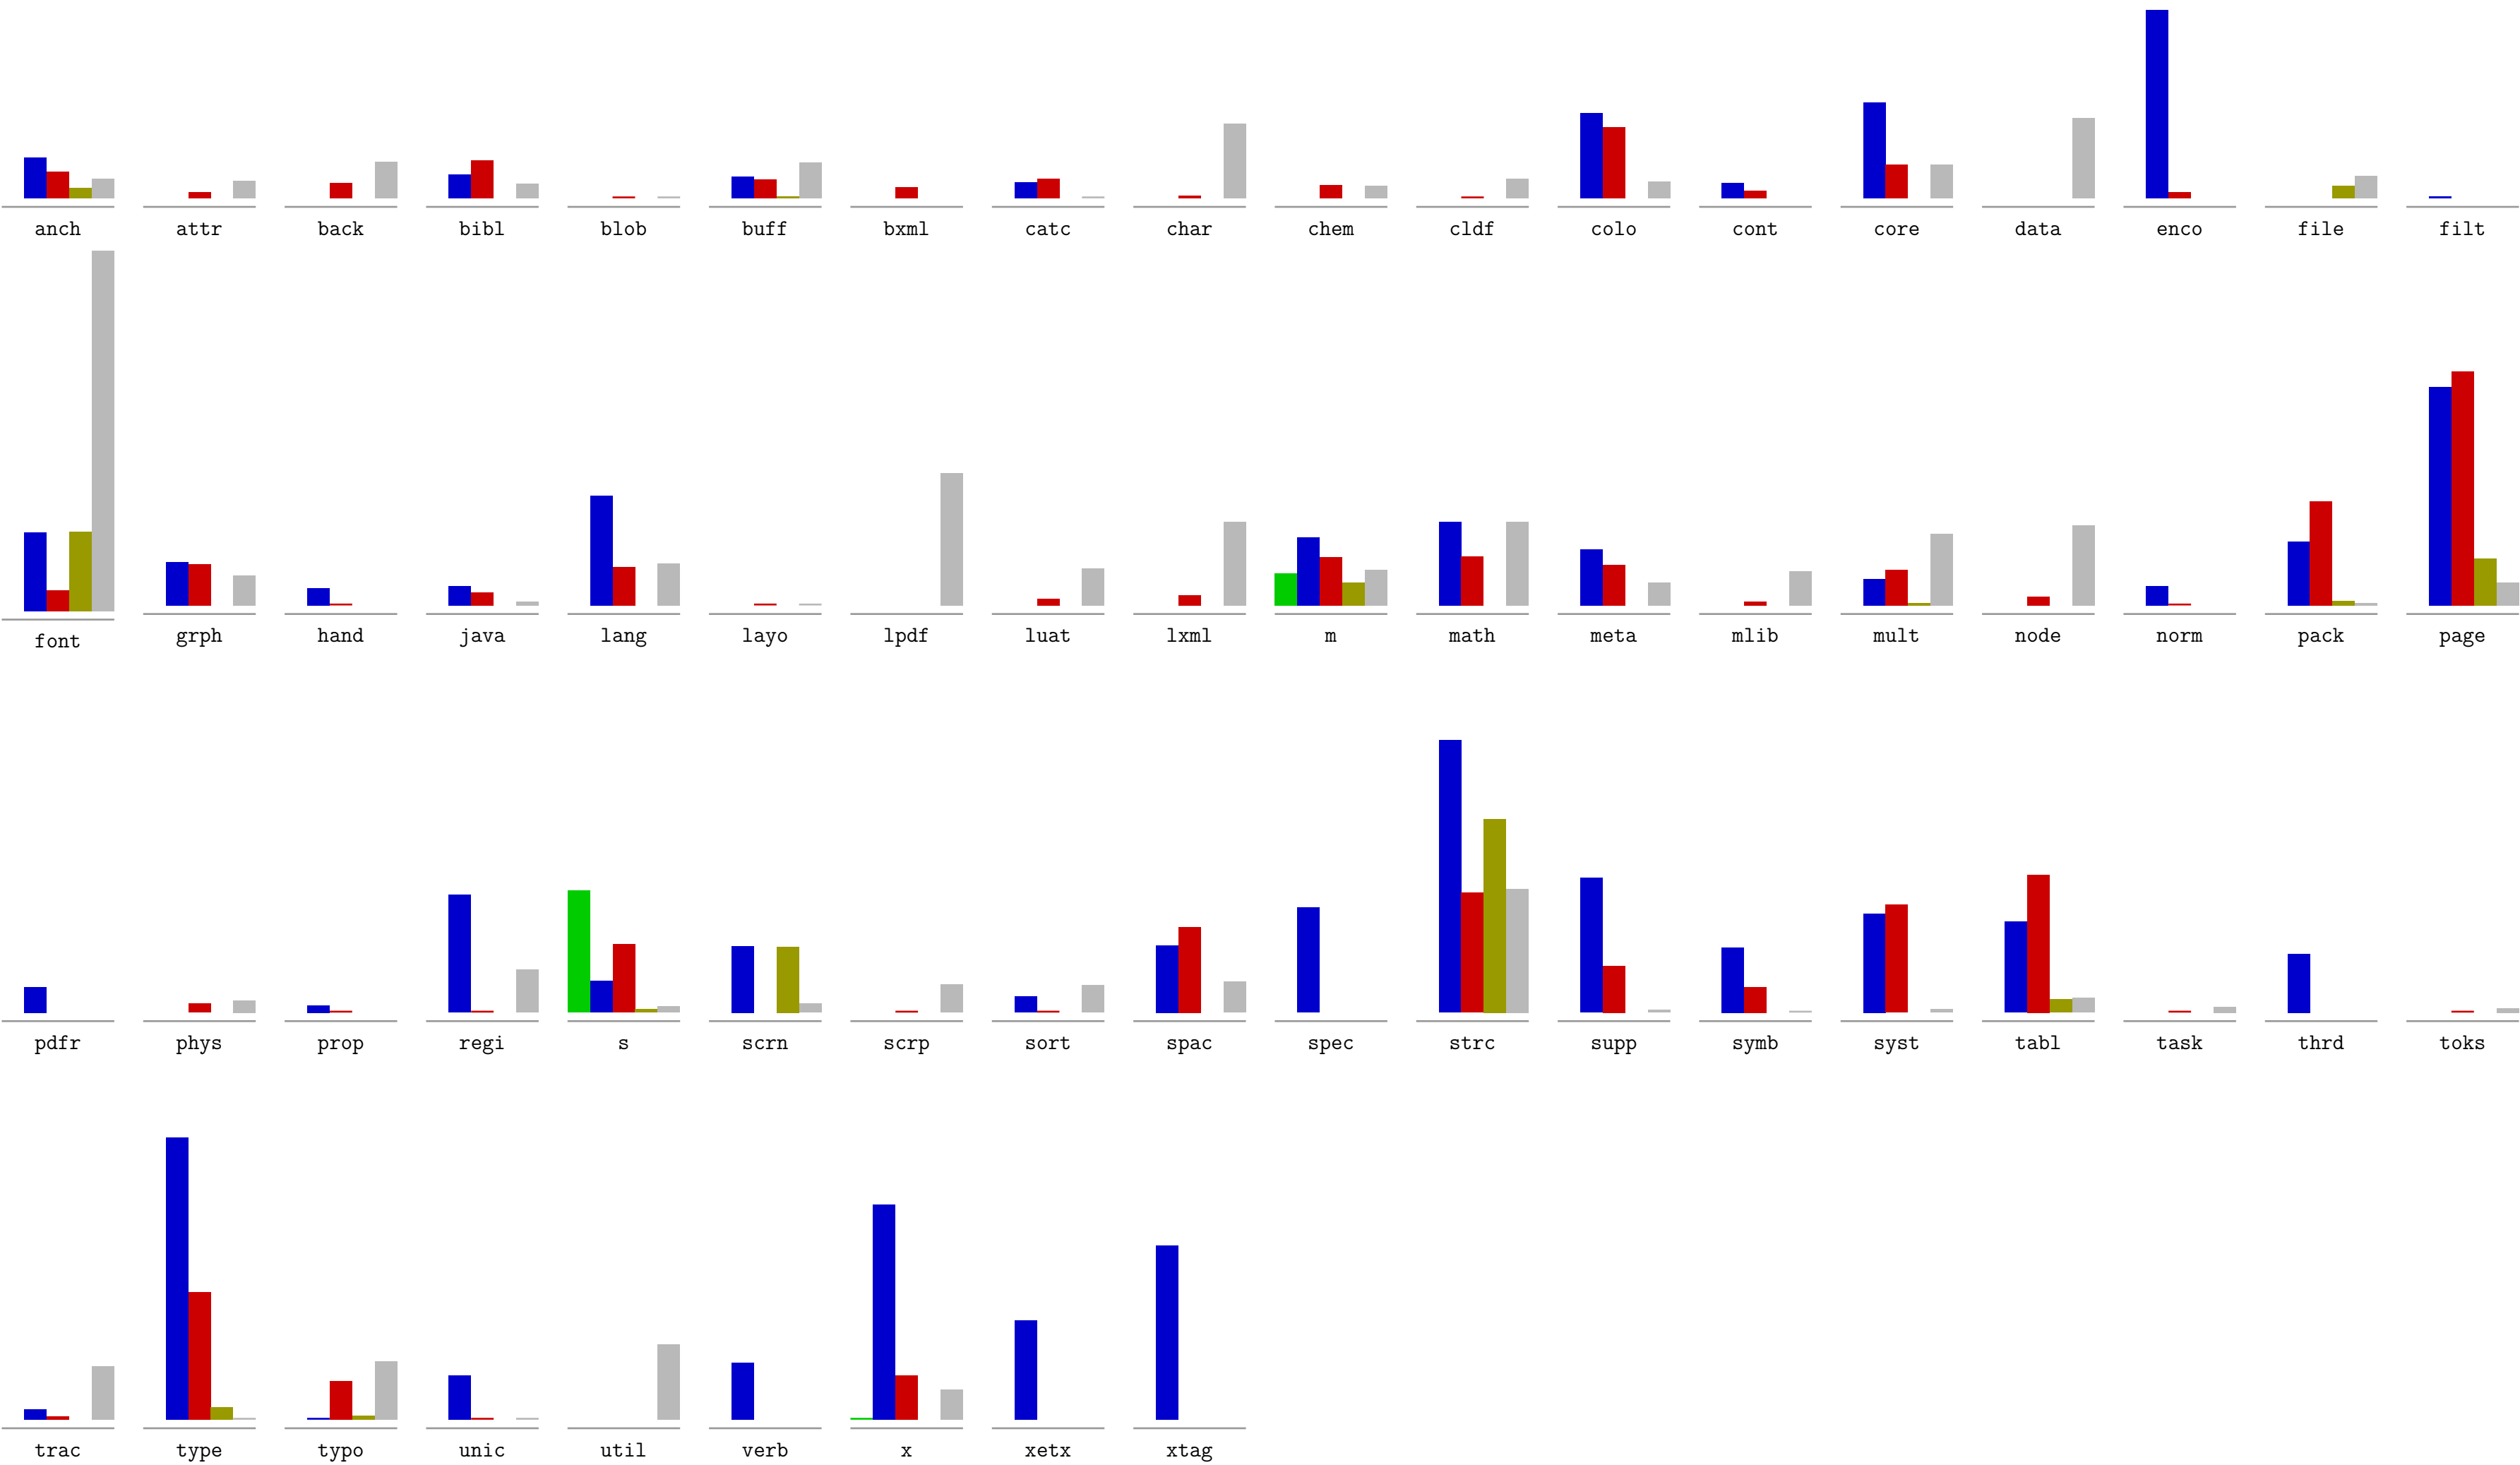 anch attr back bibl blob buff bxml catc char chem cldf colo cont core data enco file filt
font grph hand java lang layo lpdf luat lxml m math meta mlib mult node norm pack page
pdfr phys prop regi s scrn scrp sort spac spec strc supp symb syst tabl task thrd toks
trac type typo unic util verb x xetx xtag